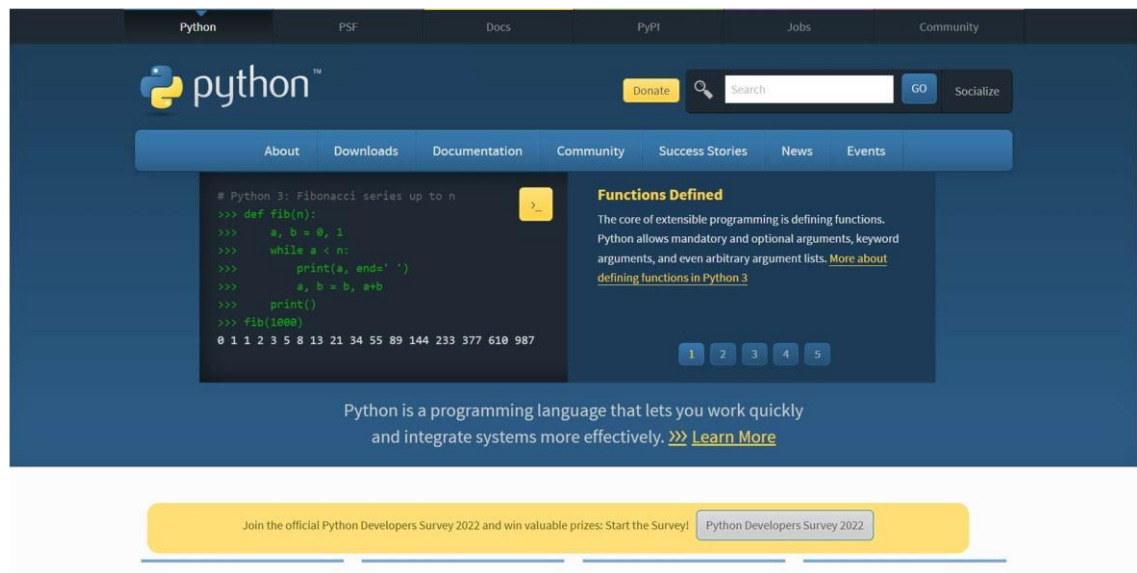 Python PSF Docs PyPI Jobs Community
python™
Donate Search GO Socialize
About Downloads Documentation Community Success Stories News Events
# Python 3: Fibonacci series up to n
>>> def fib(n):
>>>     a, b = 0, 1
>>>     while a < n:
>>>         print(a, end=' ')
>>>         a, b = b, a+b
>>>     print()
>>> fib(1000)
0 1 1 2 3 5 8 13 21 34 55 89 144 233 377 610 987
>_
Functions Defined
The core of extensible programming is defining functions.
Python allows mandatory and optional arguments, keyword
arguments, and even arbitrary argument lists. More about
defining functions in Python 3
1 2 3 4 5
Python is a programming language that lets you work quickly
and integrate systems more effectively. >>> Learn More
Join the official Python Developers Survey 2022 and win valuable prizes: Start the Survey! Python Developers Survey 2022